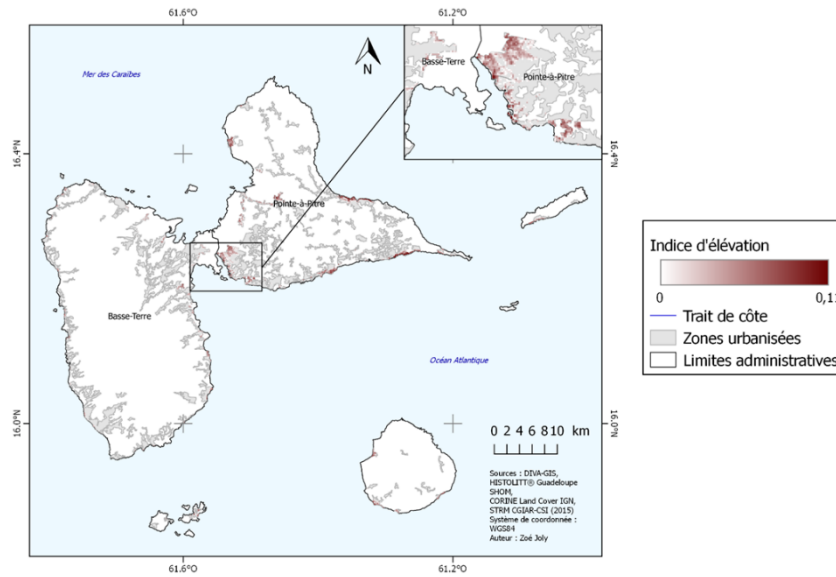 61.6°O
61.2°O
Mer des Caraïbes
N
Basse-Terre
Pointe-à-Pitre
16.4°N
16.4°N
Pointe-à-Pitre
Basse-Terre
Océan Atlantique
16.0°N
16.0°N
0 2 4 6 8 10 km
Sources : DIVA-GIS,
HISTOLITT® Guadeloupe
SHOM,
CORINE Land Cover IGN,
STRM CGIAR-CSI (2015)
Système de coordonnée :
WGS84
Auteur : Zoé Joly
61.6°O
61.2°O
Indice d'élévation
0
Trait de côte
Zones urbanisées
Limites administratives